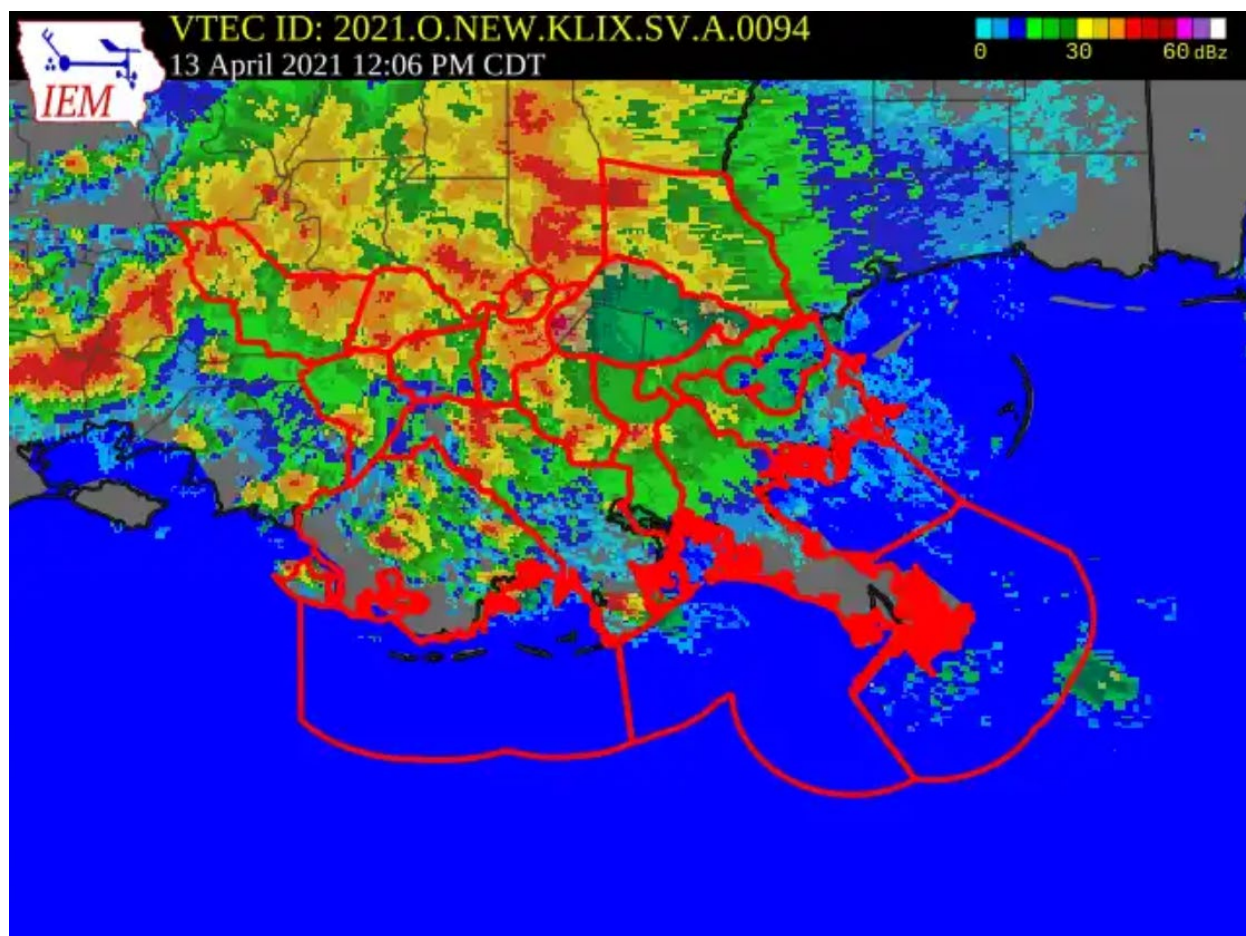 VTEC ID: 2021.O.NEW.KLIX.SV.A.0094
13 April 2021 12:06 PM CDT
IEM
0 30 60 dBz